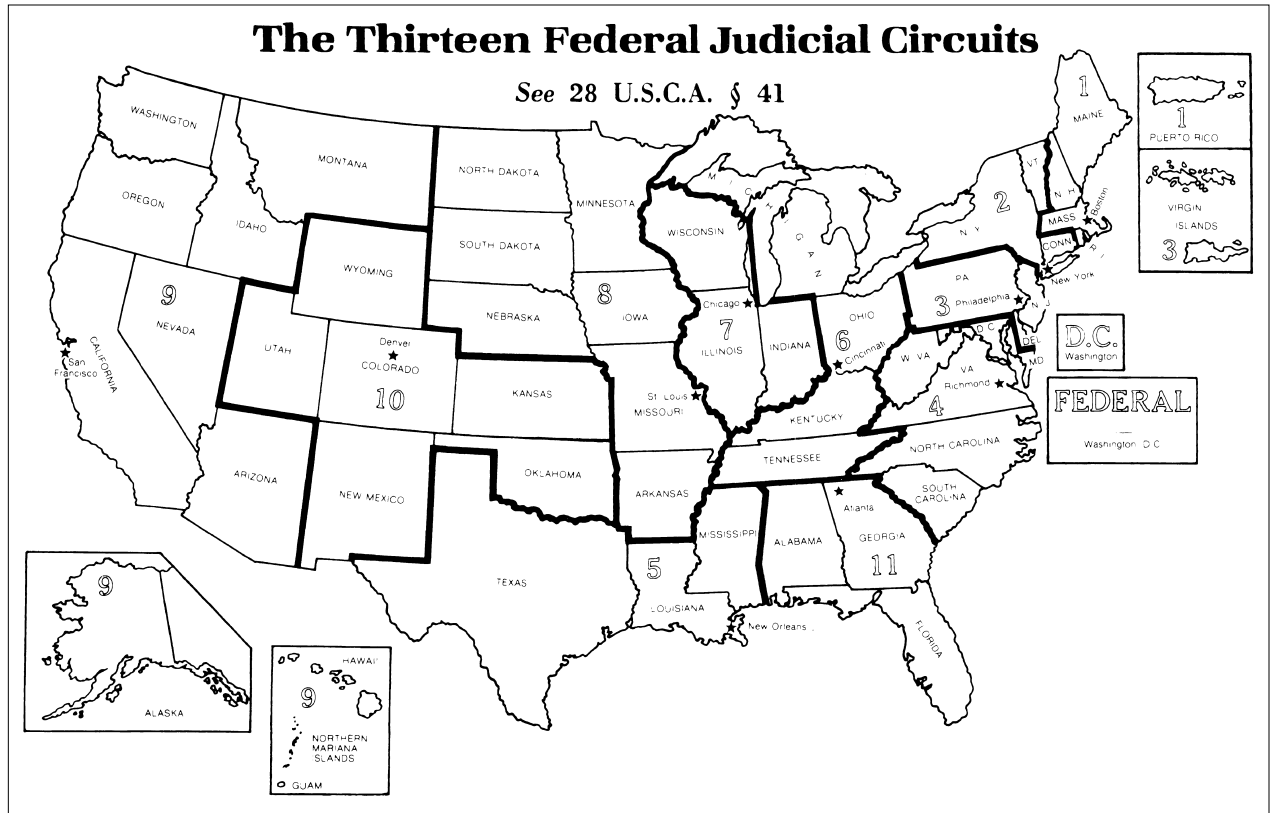 The Thirteen Federal Judicial Circuits
See 28 U.S.C.A. § 41
WASHINGTON
MONTANA
NORTH DAKOTA
MINNESOTA
MICHIGAN
1
MAINE
1
PUERTO RICO
VIRGIN
ISLANDS
3
OREGON
IDAHO
WYOMING
SOUTH DAKOTA
WISCONSIN
VT
N H
2
N Y
MASS
Boston
CONN
R
New York
9
NEVADA
CALIFORNIA
San
Francisco
UTAH
Denver
COLORADO
10
NEBRASKA
8
IOWA
Chicago
7
ILLINOIS
INDIANA
6
OHIO
Cincinnati
PA
3
Philadelphia
N J
D C
DEL
MD
D.C.
Washington
FEDERAL
Washington D C
KANSAS
St Louis
MISSOURI
KENTUCKY
W VA
VA
Richmond
4
ARIZONA
NEW MEXICO
OKLAHOMA
ARKANSAS
TENNESSEE
NORTH CAROLINA
SOUTH
CAROLINA
TEXAS
5
LOUISIANA
New Orleans
MISSISSIPPI
ALABAMA
Atlanta
GEORGIA
11
FLORIDA
9
ALASKA
HAWAI'
9
NORTHERN
MARIANA
SLANDS
GUAM